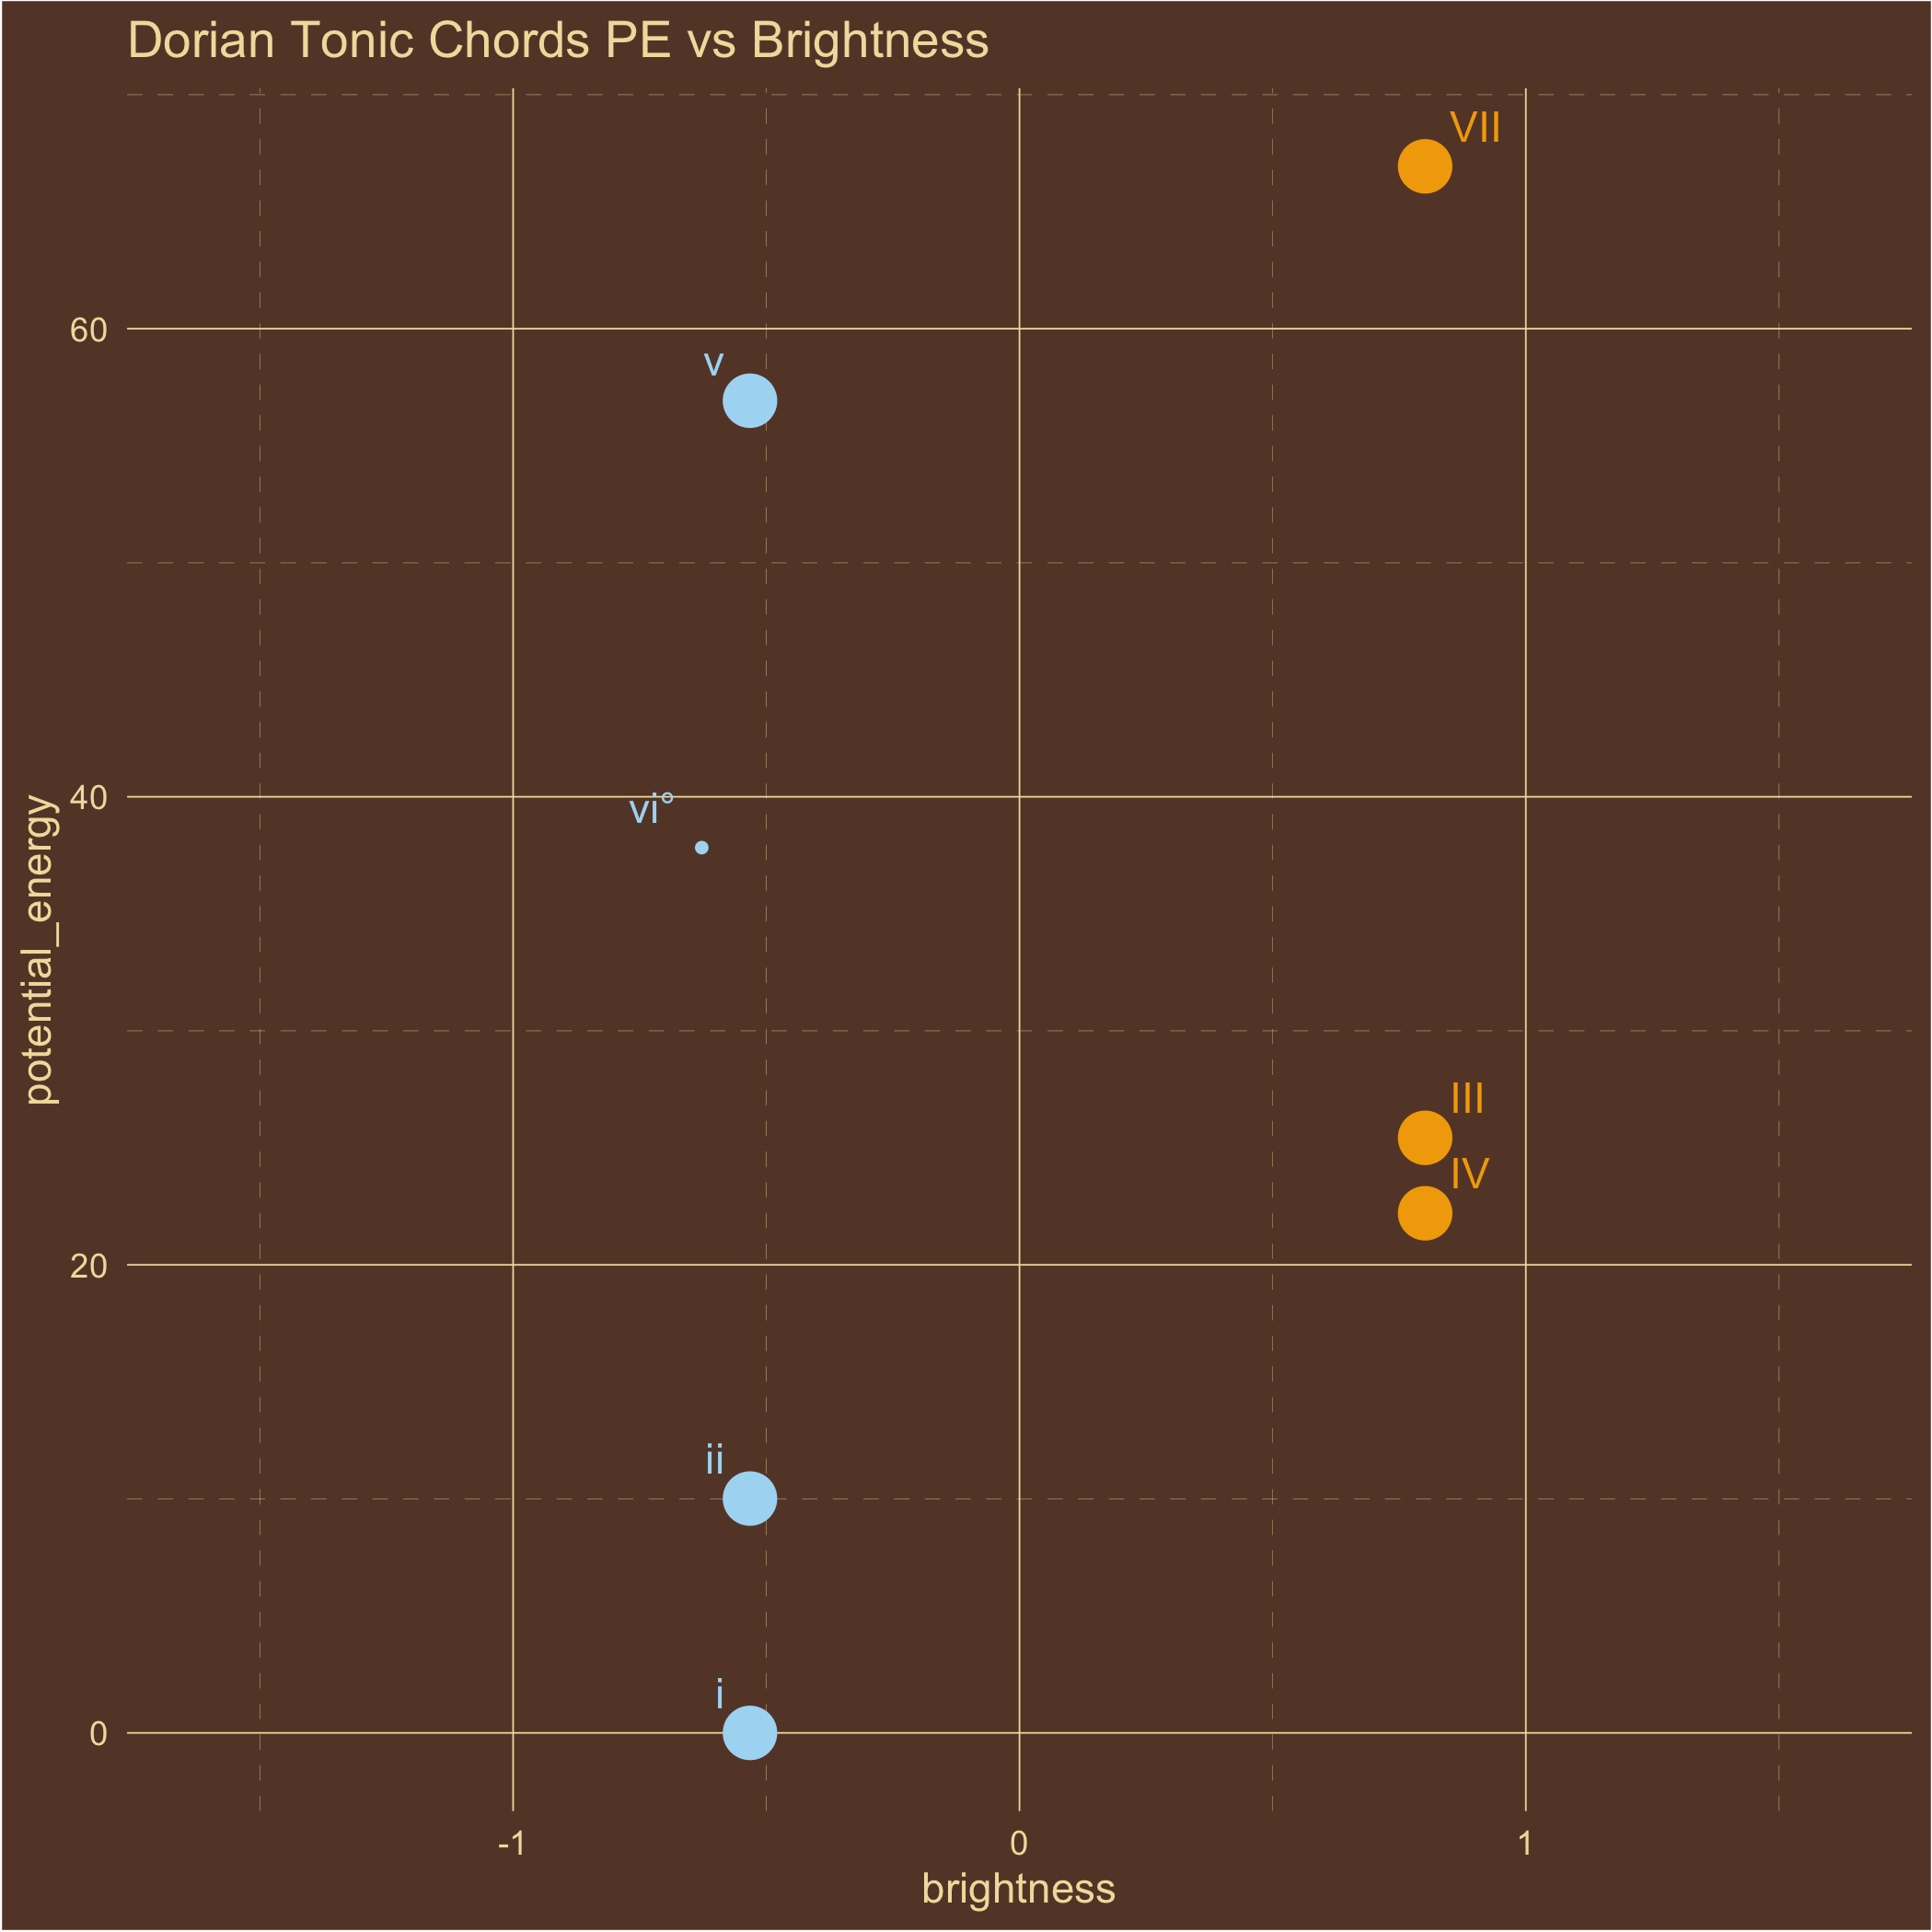 Dorian Tonic Chords PE vs Brightness
VII
60
v
40
vi°
potential_energy
III
IV
20
ii
i
0
-1 0 1
brightness